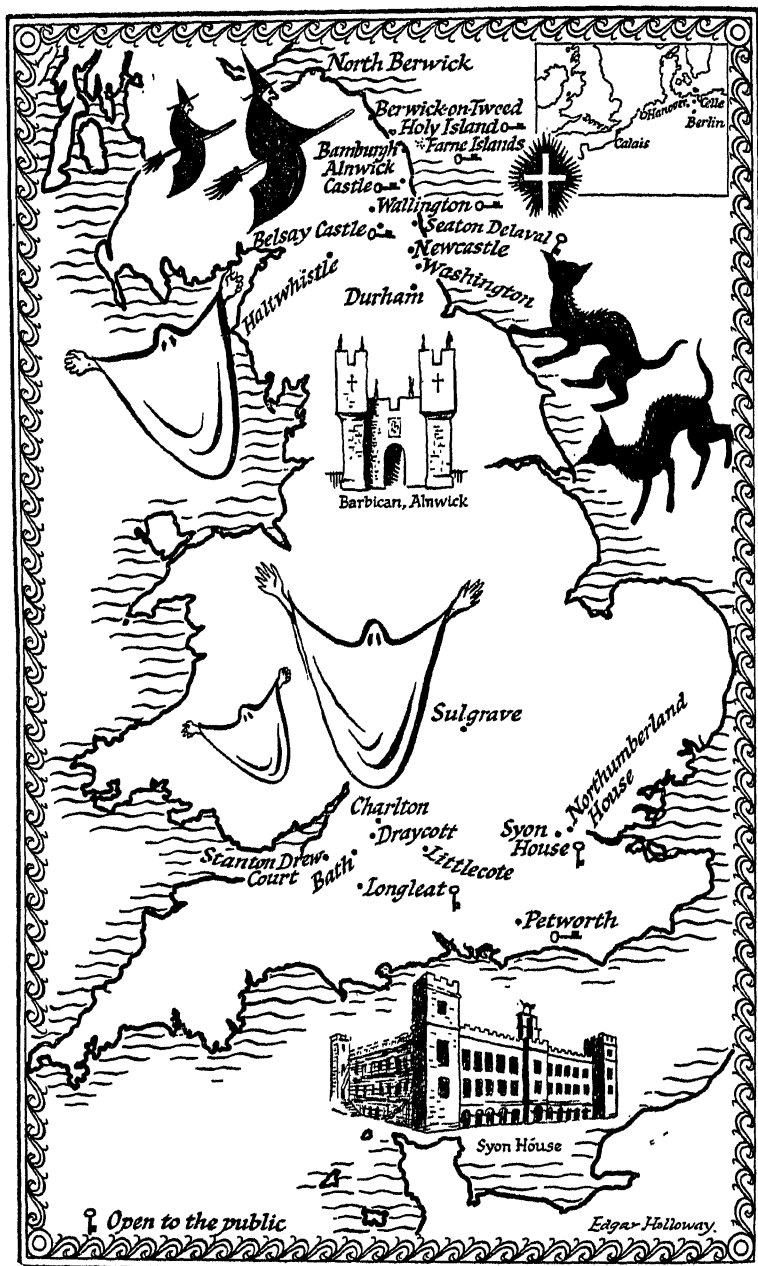 North Berwick
Berwick-on-Tweed
Holy Island
Farne Islands
Bamburgh
Alnwick
Castle
Wallington
Belsay Castle
Seaton Delaval
Newcastle
Washington
Haltwhistle
Durham
Hanover
Celle
Berlin
Calais
Barbican, Alnwick
Sulgrave
Northumberland
House
Charlton
Draycott
Syon
House
Stanton Drew
Court
Bath
Littlecote
Longleat
Petworth
Syon House
Open to the public
Edgar Holloway.